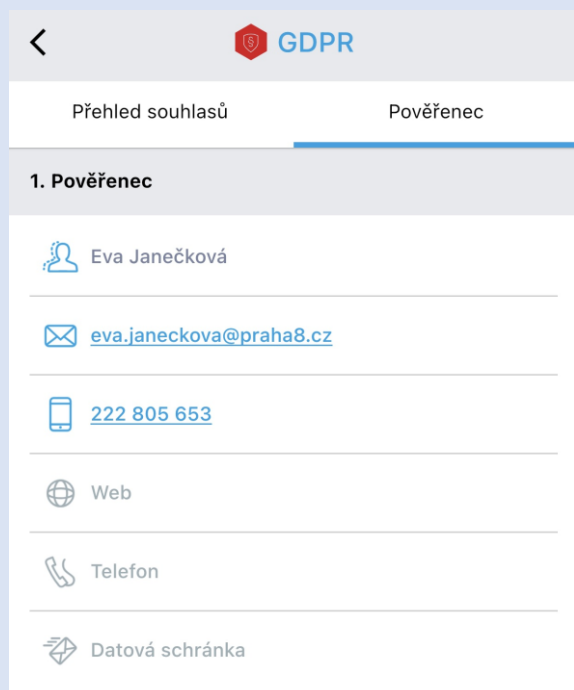 GDPR
Přehled souhlasů
Pověřenec
1. Pověřenec
Eva Janečková
eva.janeckova@praha8.cz
222 805 653
Web
Telefon
Datová schránka